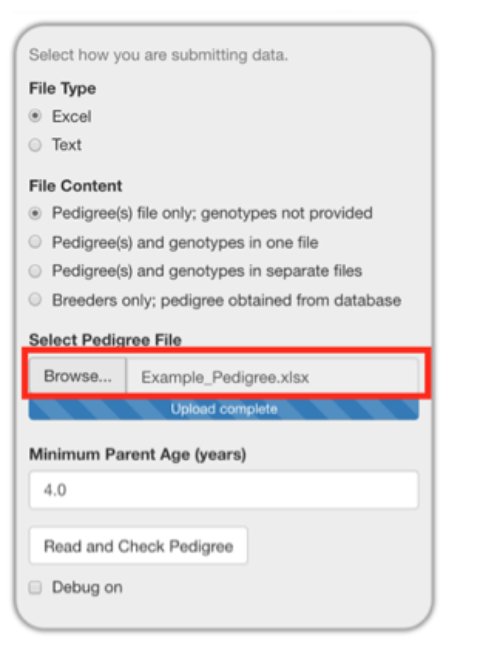 Select how you are submitting data.
File Type
Excel
Text
File Content
Pedigree(s) file only; genotypes not provided
Pedigree(s) and genotypes in one file
Pedigree(s) and genotypes in separate files
Breeders only; pedigree obtained from database
Select Pedigree File
Browse... Example_Pedigree.xlsx
Upload complete
Minimum Parent Age (years)
4.0
Read and Check Pedigree
Debug on